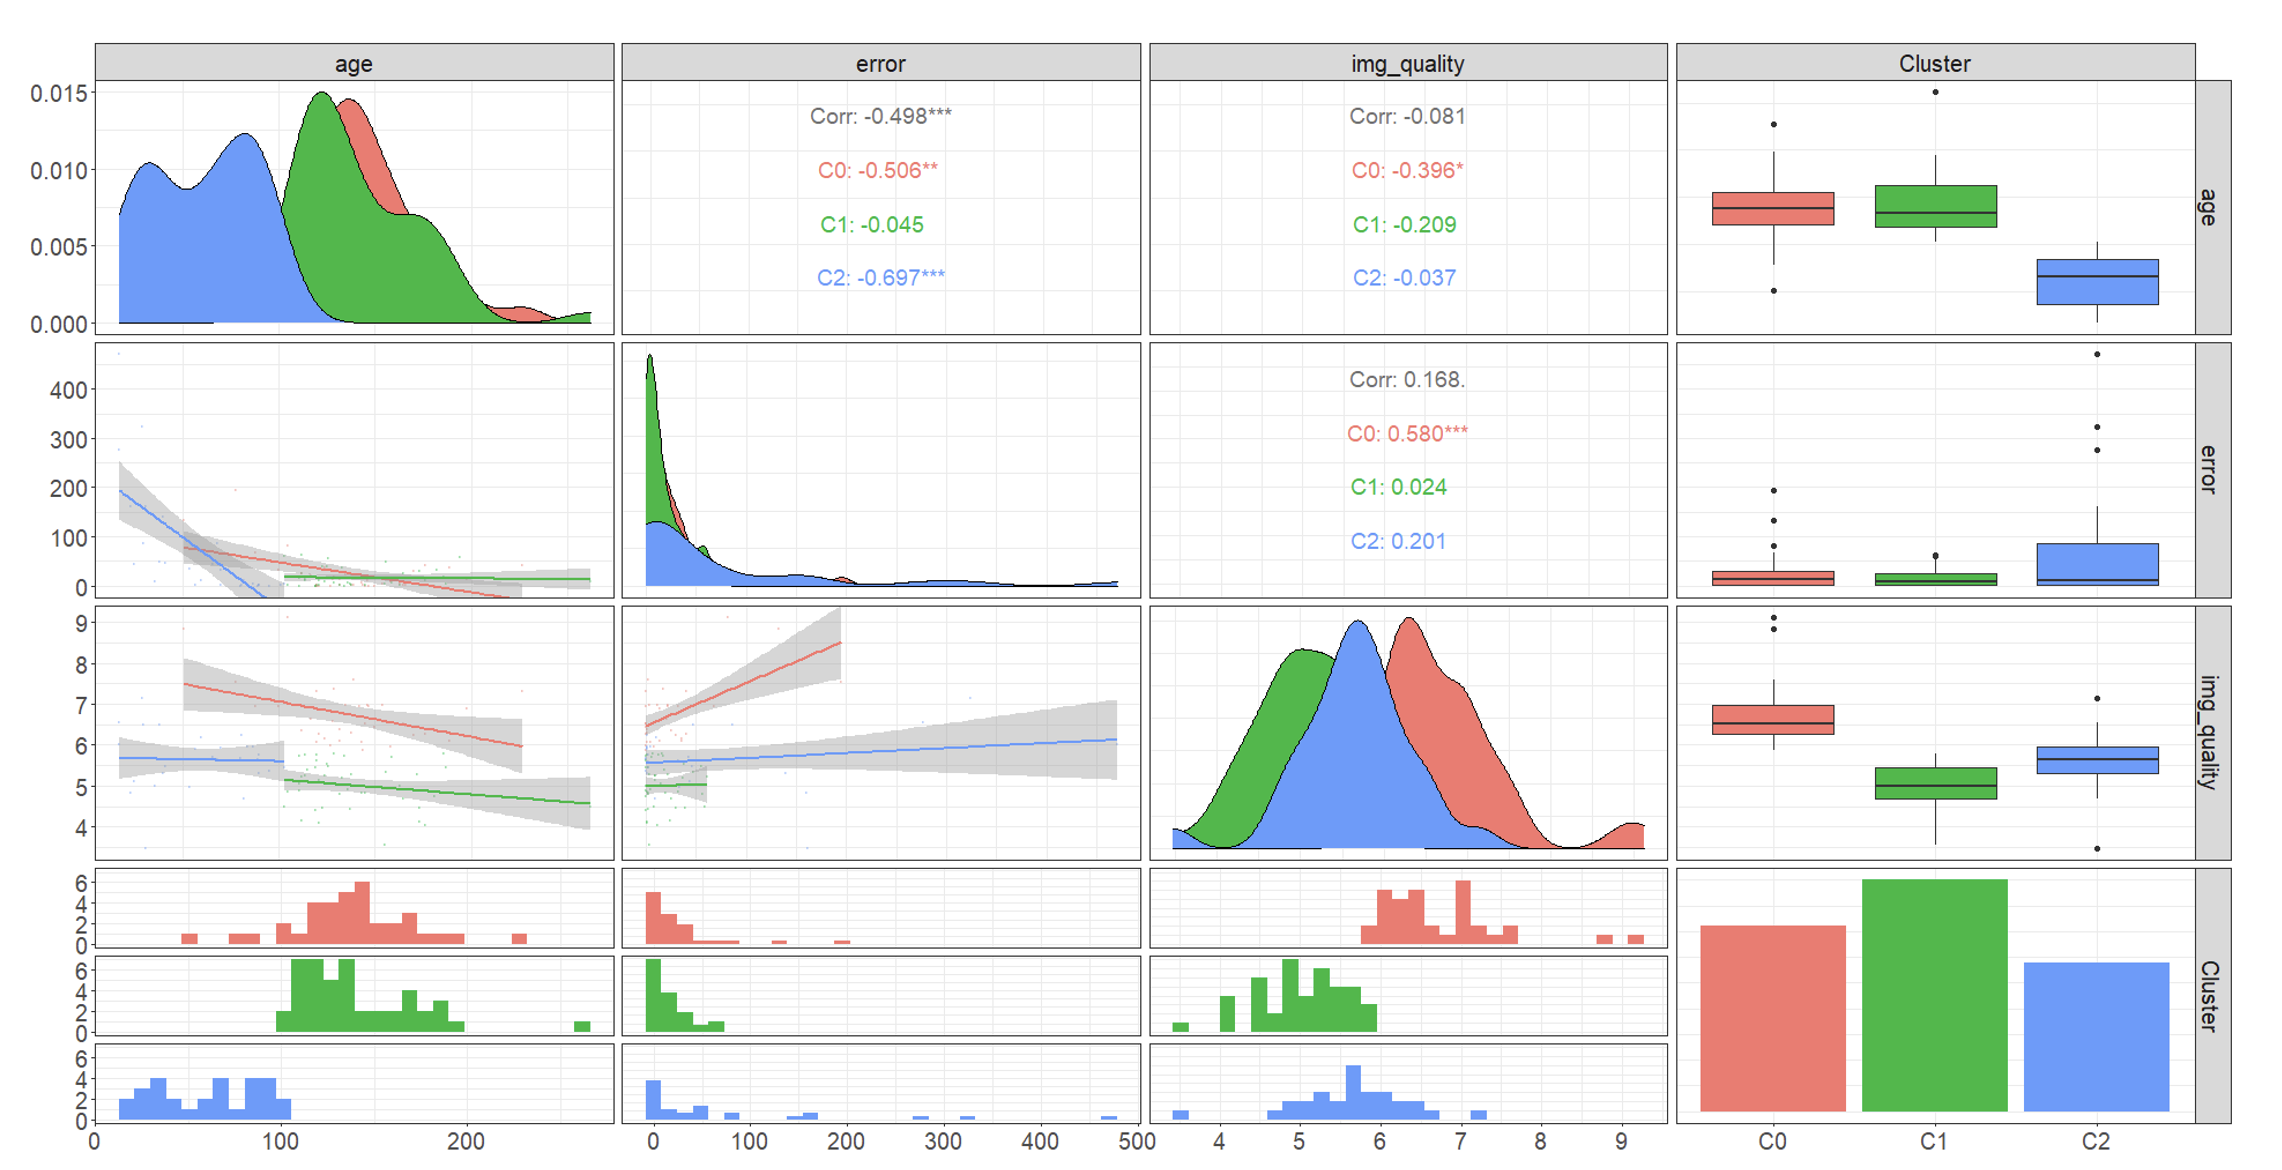 age error img_quality Cluster
0.015
0.010
0.005
0.000
Corr: -0.498***
C0: -0.506**
C1: -0.045
C2: -0.697***
Corr: -0.081
C0: -0.396*
C1: -0.209
C2: -0.037
age
400
300
200
100
0
Corr: 0.168.
C0: 0.580***
C1: 0.024
C2: 0.201
error
9
8
7
6
5
4
img_quality
6
4
2
0
6
4
2
0
6
4
2
0
Cluster
0 100 200
0 100 200 300 400 500
4 5 6 7 8 9
C0 C1 C2